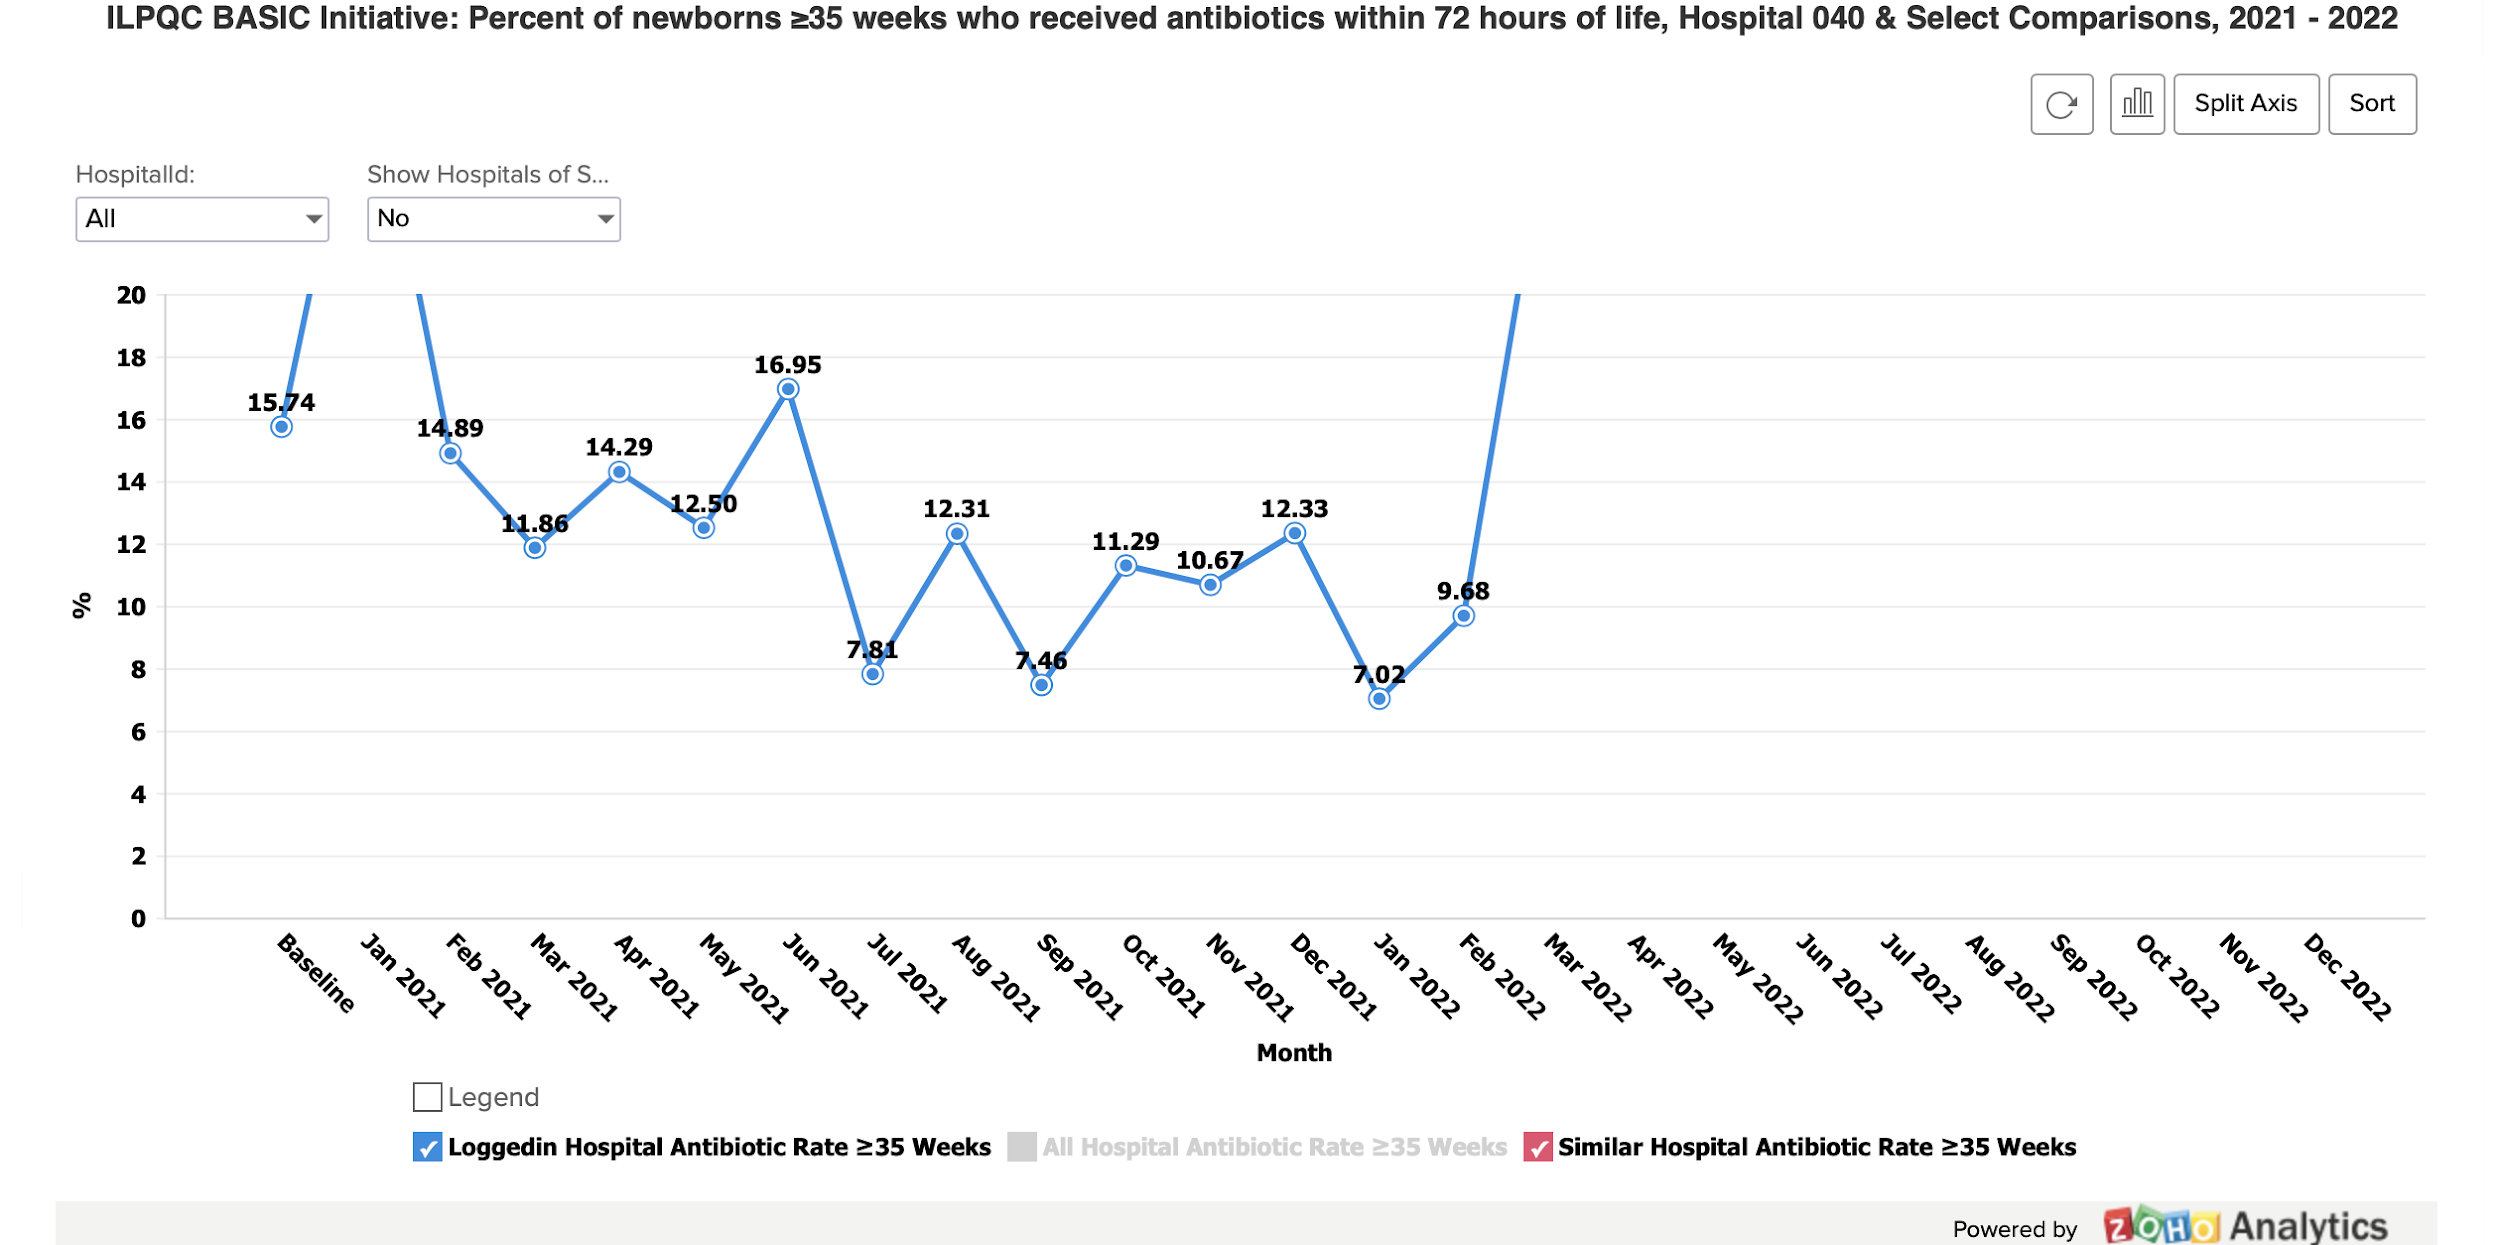 ILPQC BASIC Initiative: Percent of newborns ≥35 weeks who received antibiotics within 72 hours of life, Hospital 040 & Select Comparisons, 2021 - 2022
Split Axis
Sort
HospitalId:
Show Hospitals of S...
All
No
20
18
16
14
12
10
8
6
4
2
0
%
15.74
14.89
11.86
14.29
12.50
16.95
7.81
12.31
7.46
11.29
10.67
12.33
7.02
9.68
Baseline
Jan 2021
Feb 2021
Mar 2021
Apr 2021
May 2021
Jun 2021
Jul 2021
Aug 2021
Sep 2021
Oct 2021
Nov 2021
Dec 2021
Jan 2022
Feb 2022
Mar 2022
Apr 2022
May 2022
Jun 2022
Jul 2022
Aug 2022
Sep 2022
Oct 2022
Nov 2022
Dec 2022
Month
Legend
Loggedin Hospital Antibiotic Rate ≥35 Weeks
All Hospital Antibiotic Rate ≥35 Weeks
Similar Hospital Antibiotic Rate ≥35 Weeks
Powered by ZOHO Analytics